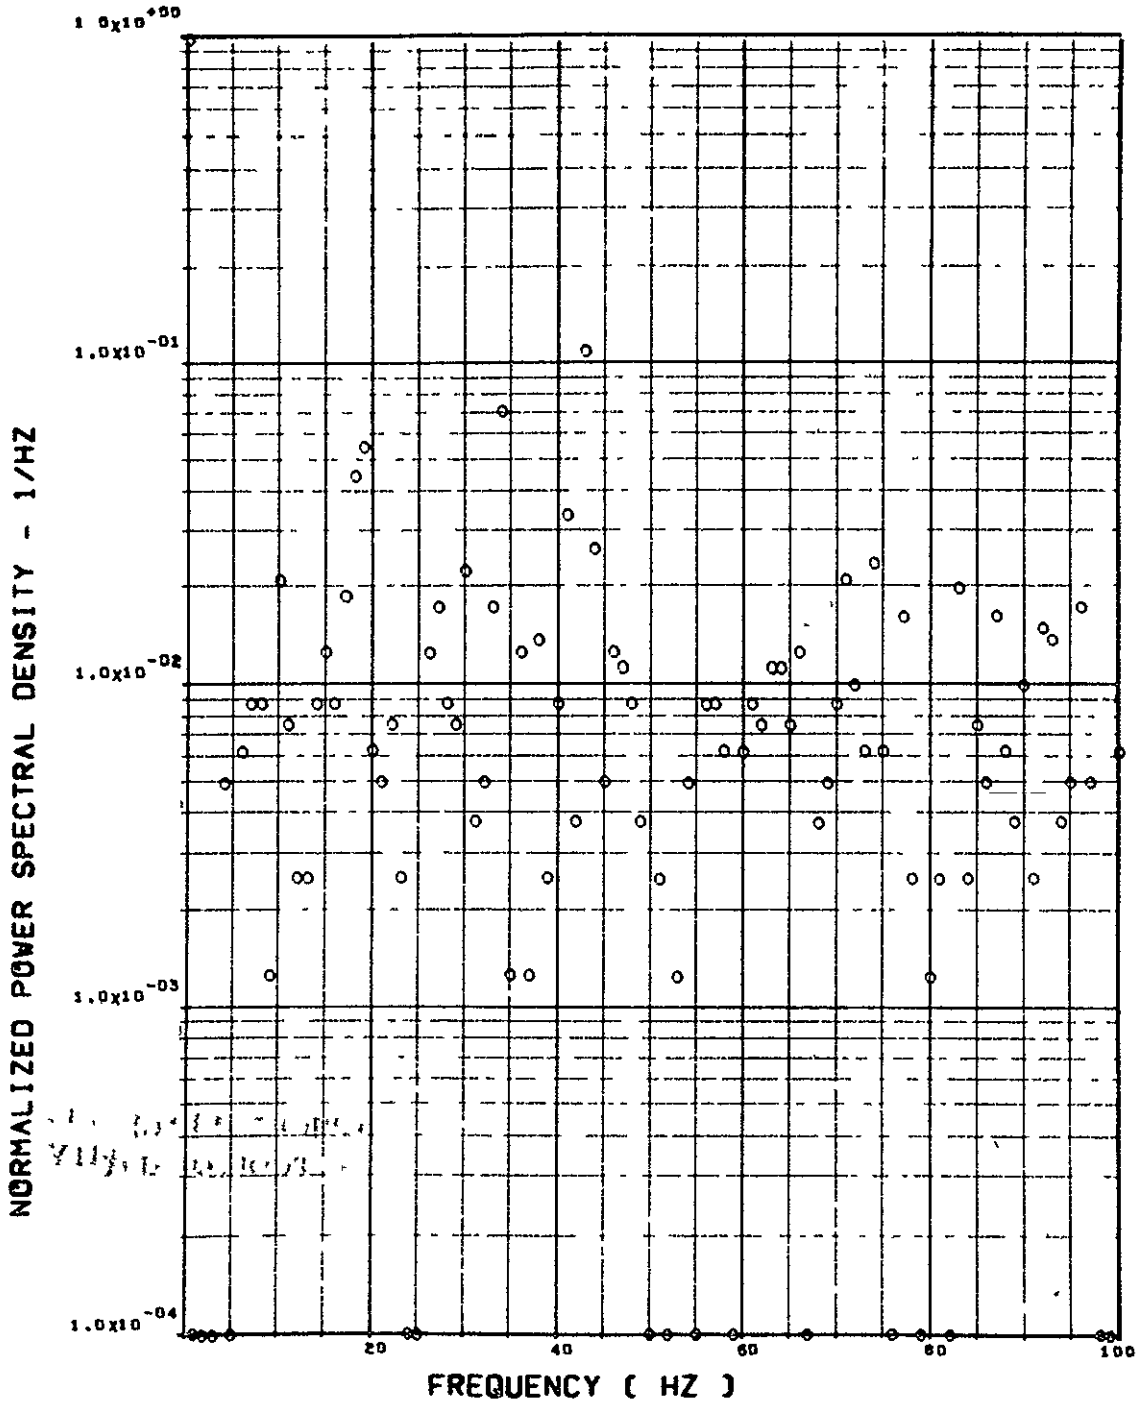 1 0x10+00
1.0x10-01
1.0x10-02
1.0x10-03
1.0x10-04
NORMALIZED POWER SPECTRAL DENSITY - 1/HZ
20
40
60
80
100
FREQUENCY ( HZ )